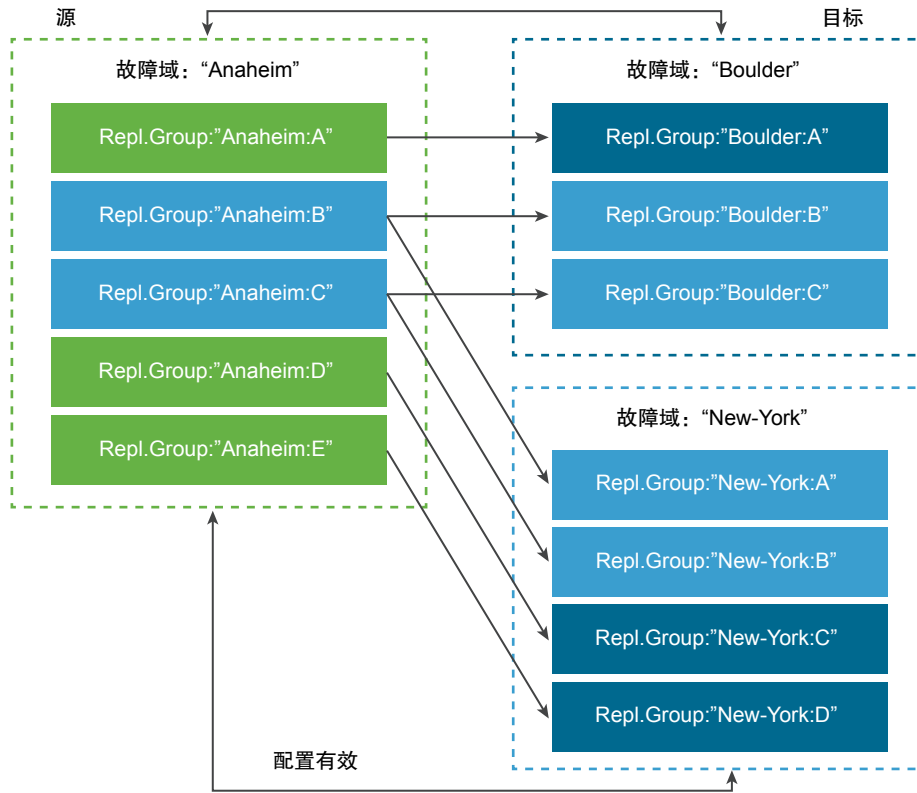 源
目标
故障域：“Anaheim”
Repl.Group:”Anaheim:A”
Repl.Group:”Anaheim:B”
Repl.Group:”Anaheim:C”
Repl.Group:”Anaheim:D”
Repl.Group:”Anaheim:E”
故障域：“Boulder”
Repl.Group:”Boulder:A”
Repl.Group:”Boulder:B”
Repl.Group:”Boulder:C”
故障域：“New-York”
Repl.Group:”New-York:A”
Repl.Group:”New-York:B”
Repl.Group:”New-York:C”
Repl.Group:”New-York:D”
配置有效